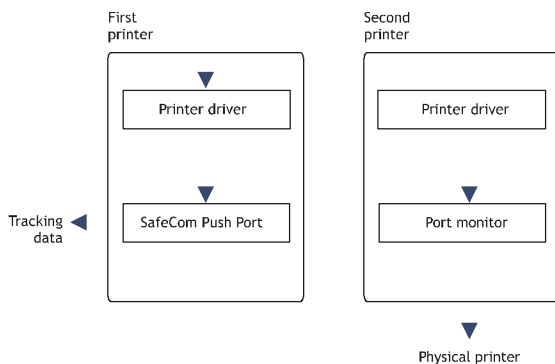 First
printer
Second
printer
Printer driver
Printer driver
Tracking
data
SafeCom Push Port
Port monitor
Physical printer